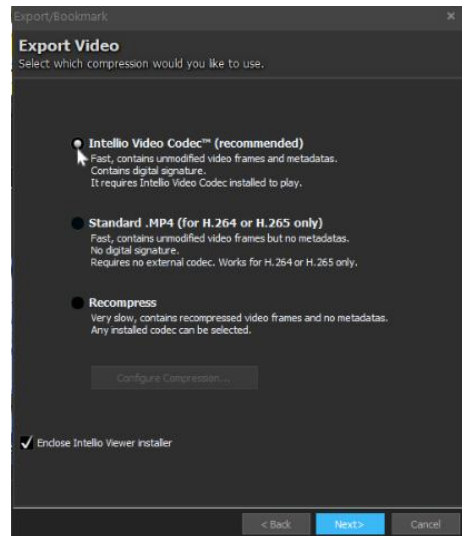 Export/Bookmark
Export Video
Select which compression would you like to use.
Intellio Video Codec™ (recommended)
Fast, contains unmodified video frames and metadatas.
Contains digital signature.
It requires Intellio Video Codec installed to play.
Standard .MP4 (for H.264 or H.265 only)
Fast, contains unmodified video frames but no metadatas.
No digital signature.
Requires no external codec. Works for H.264 or H.265 only.
Recompress
Very slow, contains recompressed video frames and no metadatas.
Any installed codec can be selected.
Configure Compression...
Enclose Intellio Viewer installer
< Back Next> Cancel